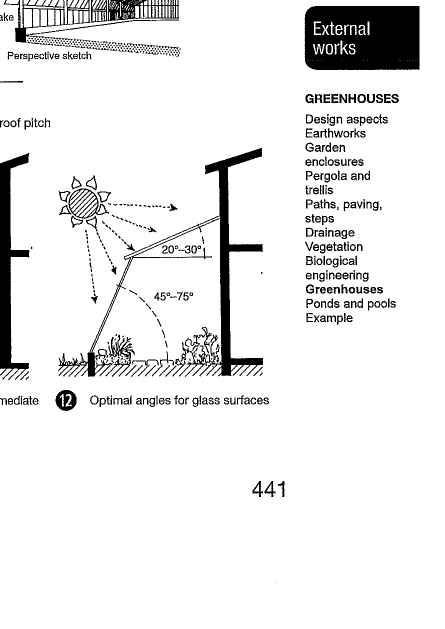 ake
Perspective sketch
roof pitch
20°–30°
45°–75°
mediate
12 Optimal angles for glass surfaces
External
works
GREENHOUSES
Design aspects
Earthworks
Garden
enclosures
Pergola and
trellis
Paths, paving,
steps
Drainage
Vegetation
Biological
engineering
Greenhouses
Ponds and pools
Example
441